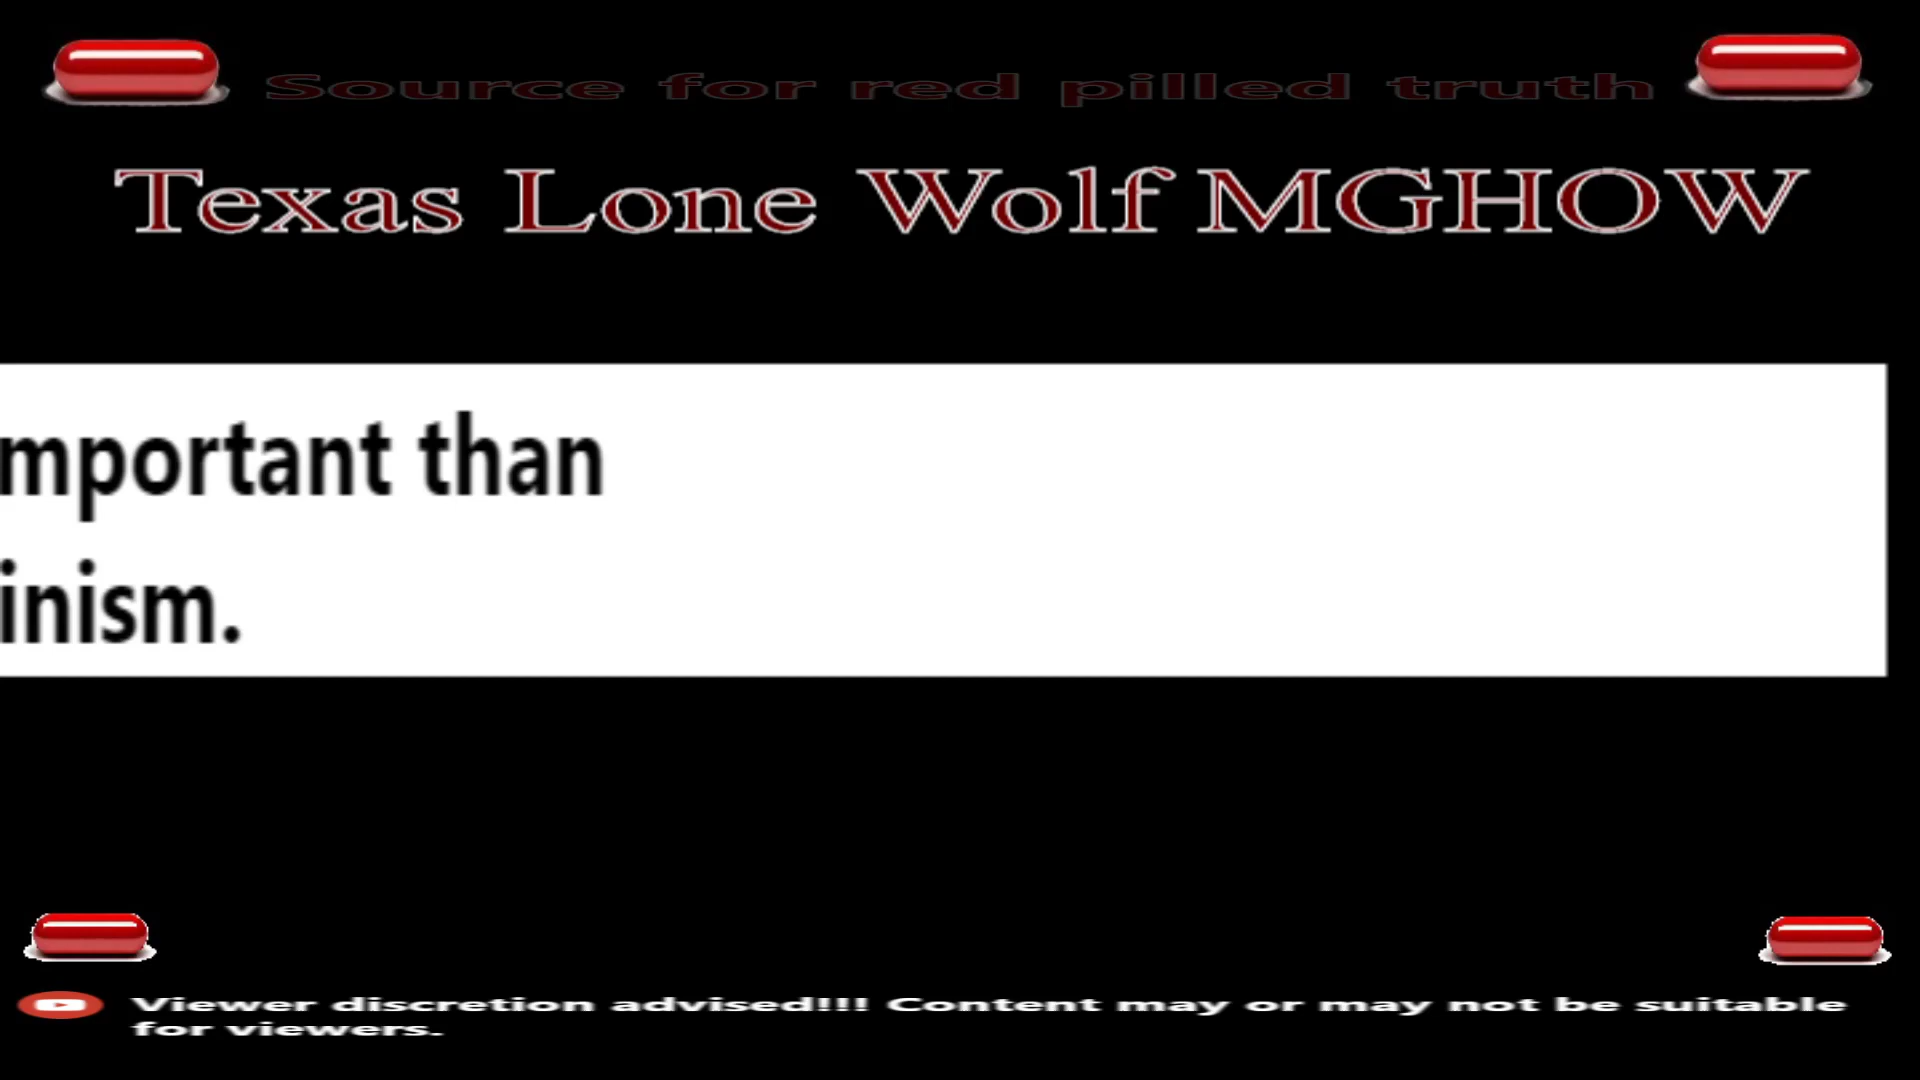 Source for red pilled truth
Texas Lone Wolf MGHOW
mportant than
inism.
Viewer discretion advised!!! Content may or may not be suitable
for viewers.